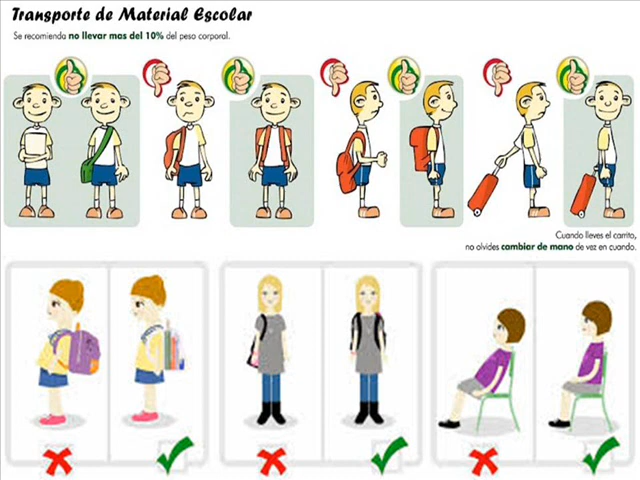 Transporte de Material Escolar
Se recomienda no llevar mas del 10% del peso corporal.
Cuando lleves el carrito,
no olvides cambiar de mano de vez en cuando.